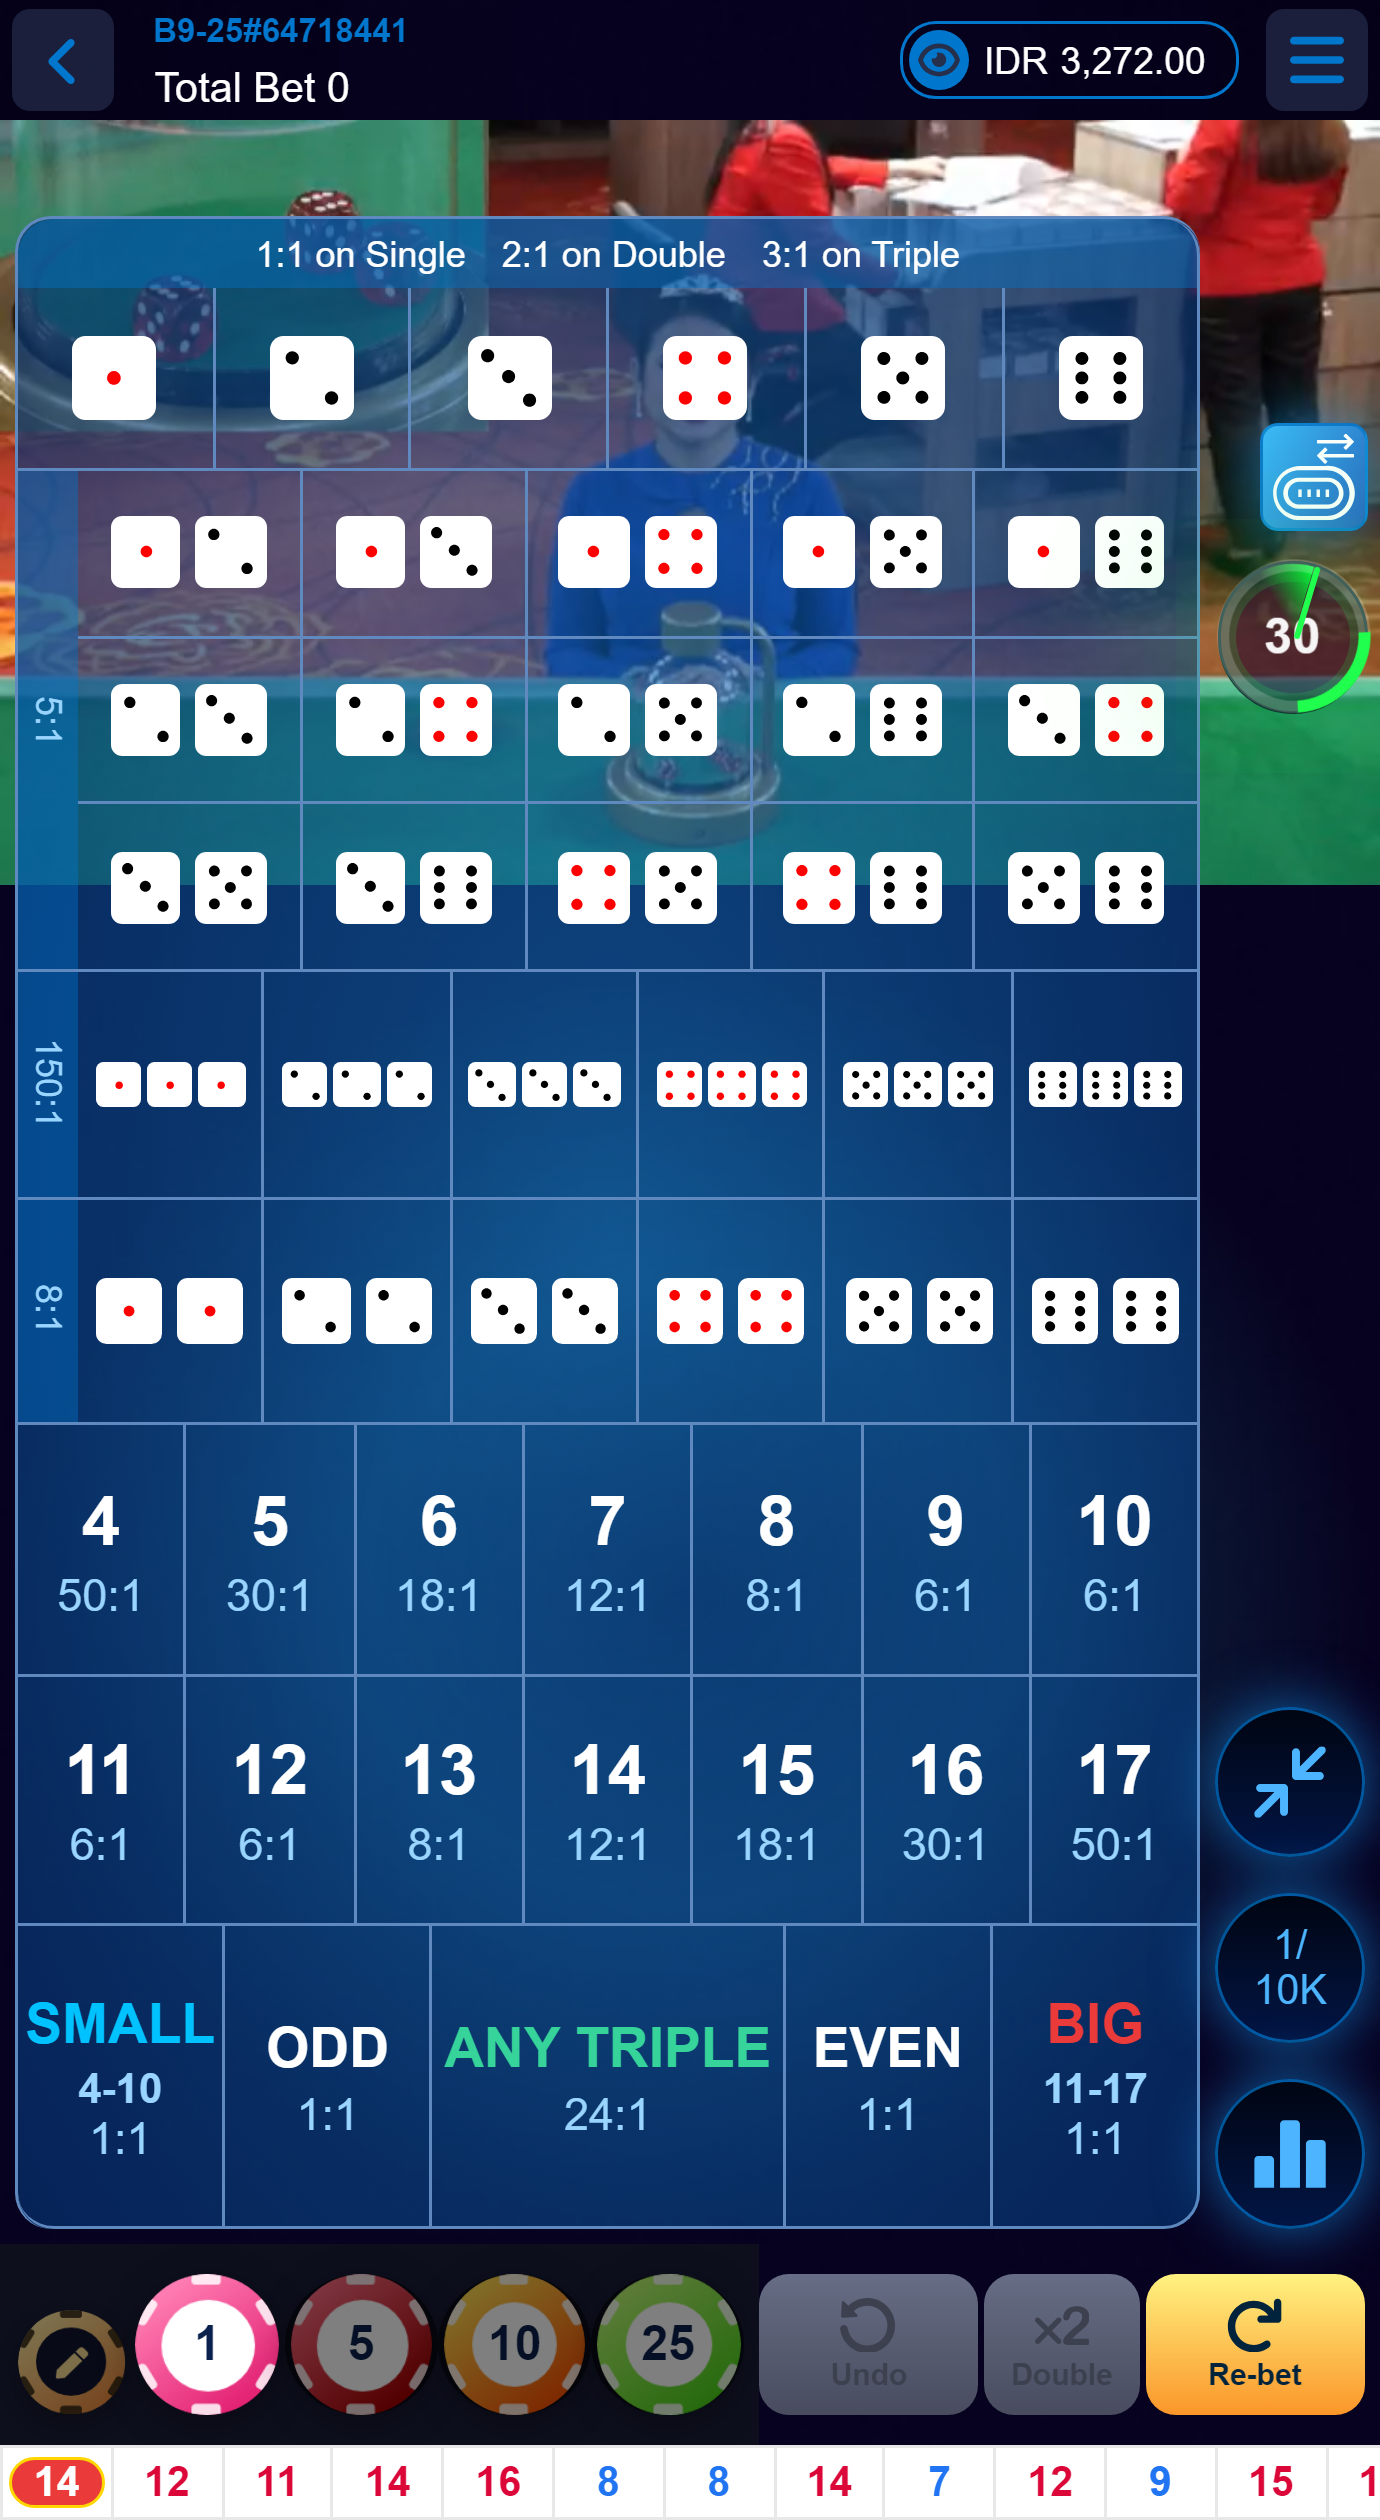 B9-25#64718441
Total Bet 0
IDR 3,272.00
1:1 on Single 2:1 on Double 3:1 on Triple
30
5:1
150:1
8:1
4 5 6 7 8 9 10
50:1 30:1 18:1 12:1 8:1 6:1 6:1
11 12 13 14 15 16 17
6:1 6:1 8:1 12:1 18:1 30:1 50:1
SMALL
4-10
1:1
ODD
1:1
ANY TRIPLE
24:1
EVEN
1:1
BIG
11-17
1:1
1/
10K
1 5 10 25
Undo
x2
Double
Re-bet
14 12 11 14 16 8 8 14 7 12 9 15